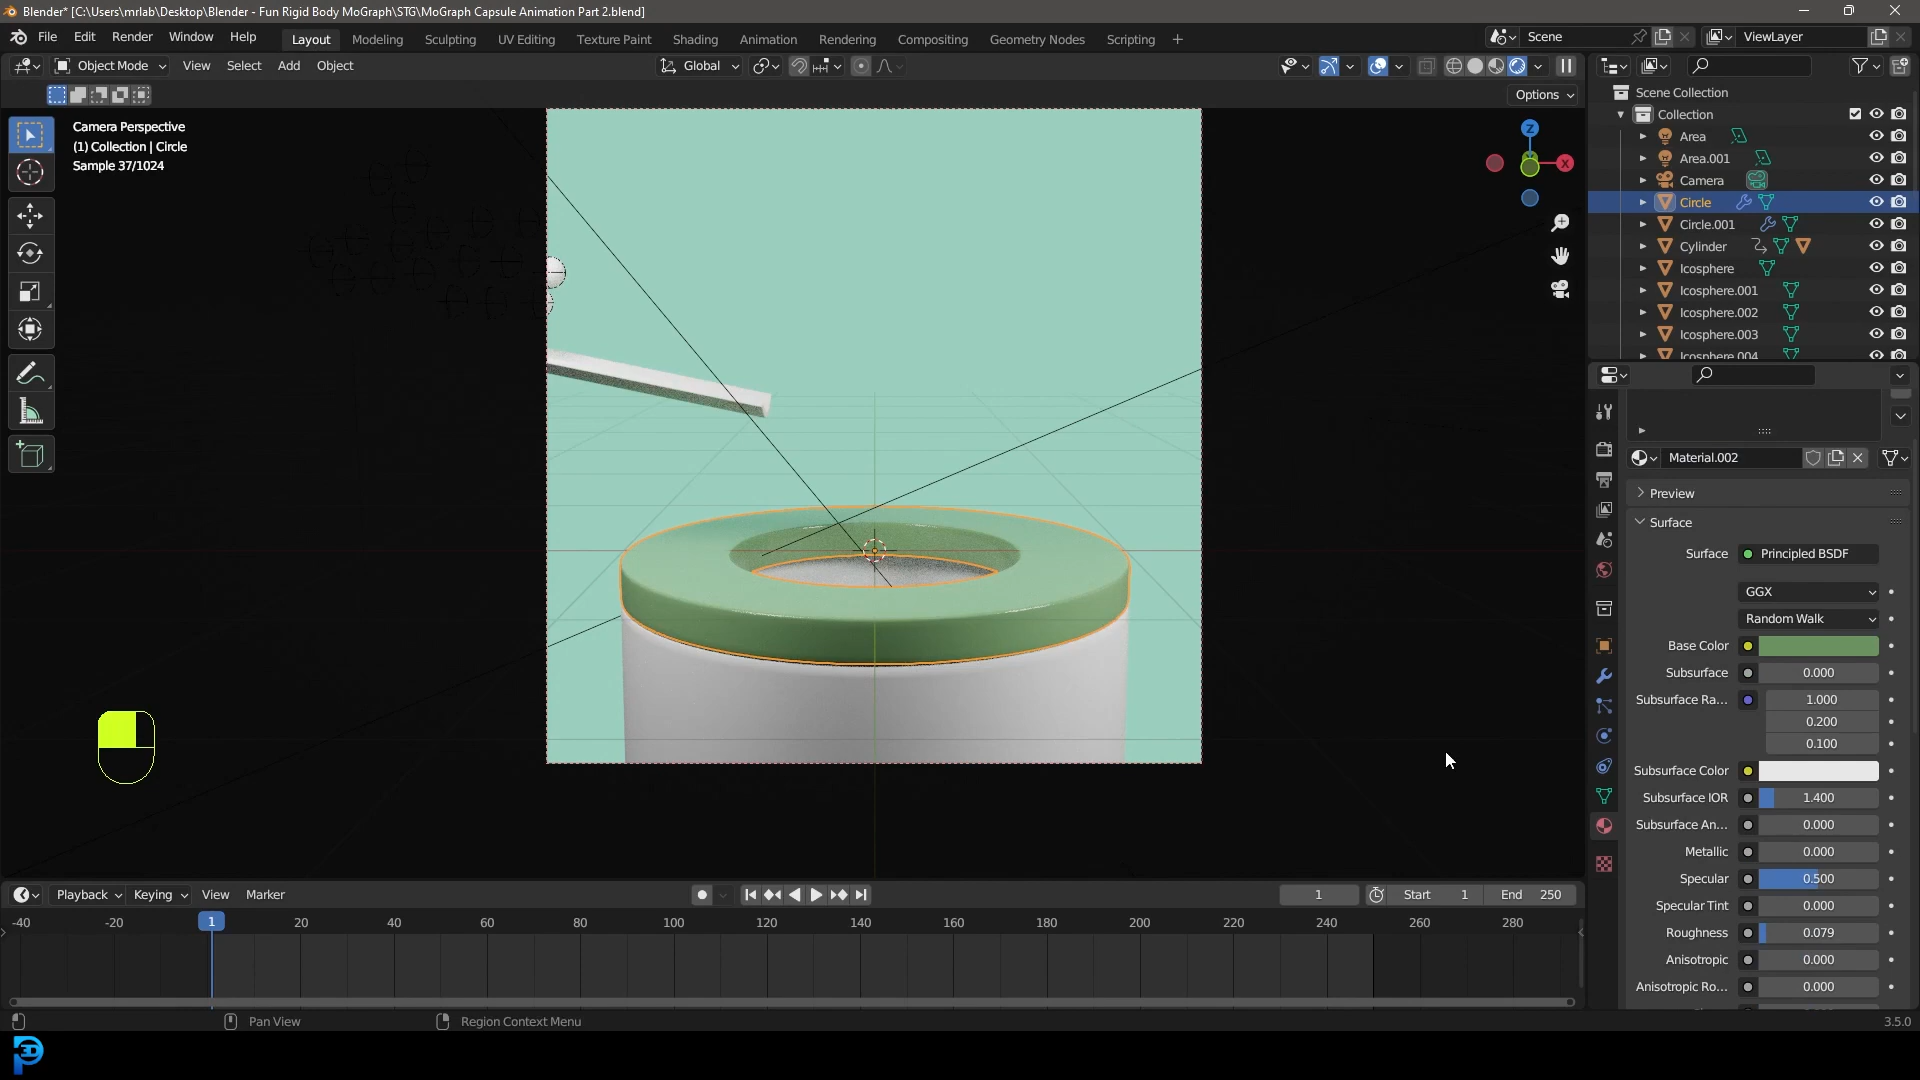 Blender* [C:\Users\mrlab\Desktop\Blender - Fun Rigid Body MoGraph\STG\MoGraph Capsule Animation Part 2.blend]
File Edit Render Window Help Layout Modeling Sculpting UV Editing Texture Paint Shading Animation Rendering Compositing Geometry Nodes Scripting + Scene ViewLayer
Object Mode View Select Add Object Global
Options
Camera Perspective
(1) Collection | Circle
Sample 37/1024
Z
X
Scene Collection
Collection
Area
Area.001
Camera
Circle
Circle.001
Cylinder
Icosphere
Icosphere.001
Icosphere.002
Icosphere.003
Icosphere.004
Material.002
Preview
Surface
Surface Principled BSDF
GGX
Random Walk
Base Color
Subsurface 0.000
Subsurface Ra... 1.000
0.200
0.100
Subsurface Color
Subsurface IOR 1.400
Subsurface An... 0.000
Metallic 0.000
Specular 0.500
Specular Tint 0.000
Roughness 0.079
Anisotropic 0.000
Anisotropic Ro... 0.000
Playback Keying View Marker 1 Start 1 End 250
-40 -20 1 20 40 60 80 100 120 140 160 180 200 220 240 260 280
Pan View Region Context Menu 3.5.0
3D